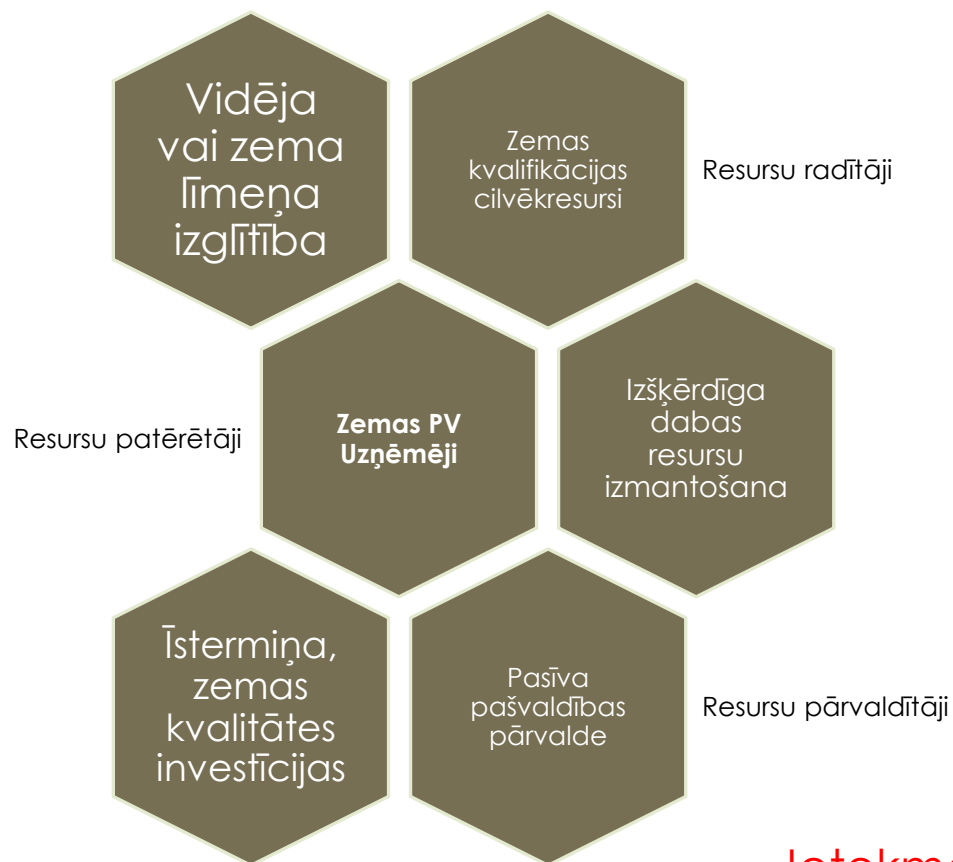 Vidēja
vai zema
līmeņa
izglītība
Zemas
kvalifikācijas
cilvēkresursi
Resursu radītāji
Resursu patērētāji
Zemas PV
Uzņēmēji
Izšķērdīga
dabas
resursu
izmantošana
Īstermiņa,
zemas
kvalitātes
investīcijas
Pasīva
pašvaldības
pārvalde
Resursu pārvaldītāji